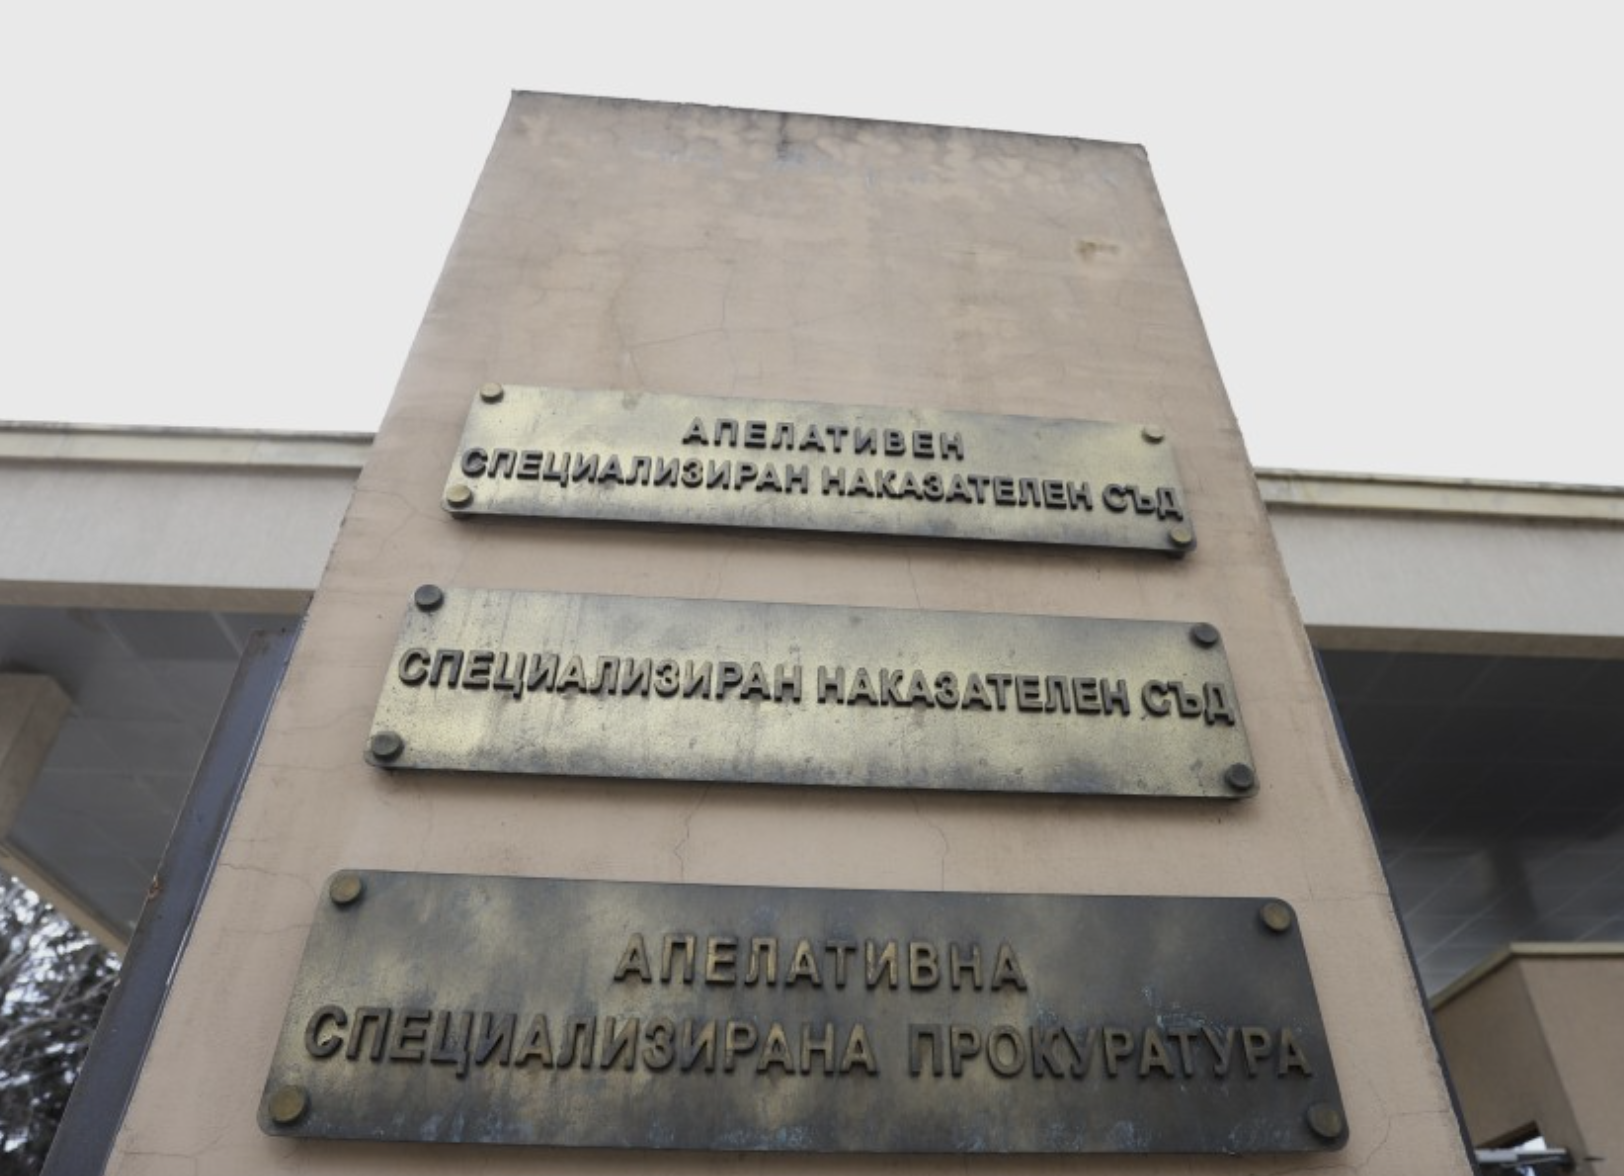 АПЕЛАТИВЕН
СПЕЦИАЛИЗИРАН НАКАЗАТЕЛЕН СЪД
СПЕЦИАЛИЗИРАН НАКАЗАТЕЛЕН СЪД
АПЕЛАТИВНА
СПЕЦИАЛИЗИРАНА ПРОКУРАТУРА